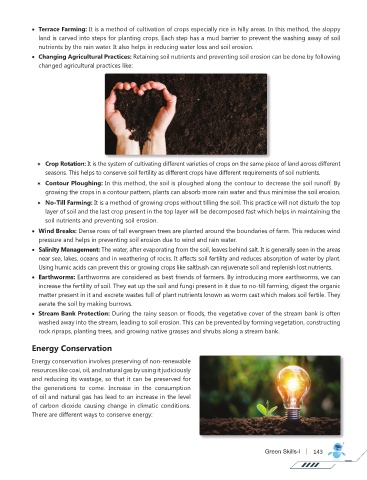 • Terrace Farming: It is a method of cultivation of crops especially rice in hilly areas. In this method, the sloppy
land is carved into steps for planting crops. Each step has a mud barrier to prevent the washing away of soil
nutrients by the rain water. It also helps in reducing water loss and soil erosion.
• Changing Agricultural Practices: Retaining soil nutrients and preventing soil erosion can be done by following
changed agricultural practices like:
Crop Rotation: It is the system of cultivating different varieties of crops on the same piece of land across different
seasons. This helps to conserve soil fertility as different crops have different requirements of soil nutrients.
Contour Ploughing: In this method, the soil is ploughed along the contour to decrease the soil runoff. By
growing the crops in a contour pattern, plants can absorb more rain water and thus minimise the soil erosion.
No-Till Farming: It is a method of growing crops without tilling the soil. This practice will not disturb the top
layer of soil and the last crop present in the top layer will be decomposed fast which helps in maintaining the
soil nutrients and preventing soil erosion.
• Wind Breaks: Dense rows of tall evergreen trees are planted around the boundaries of farm. This reduces wind
pressure and helps in preventing soil erosion due to wind and rain water.
• Salinity Management: The water, after evaporating from the soil, leaves behind salt. It is generally seen in the areas
near sea, lakes, oceans and in weathering of rocks. It affects soil fertility and reduces absorption of water by plant.
Using humic acids can prevent this or growing crops like saltbush can rejuvenate soil and replenish lost nutrients.
• Earthworms: Earthworms are considered as best friends of farmers. By introducing more earthworms, we can
increase the fertility of soil. They eat up the soil and fungi present in it due to no-till farming, digest the organic
matter present in it and excrete wastes full of plant nutrients known as worm cast which makes soil fertile. They
aerate the soil by making burrows.
• Stream Bank Protection: During the rainy season or floods, the vegetative cover of the stream bank is often
washed away into the stream, leading to soil erosion. This can be prevented by forming vegetation, constructing
rock ripraps, planting trees, and growing native grasses and shrubs along a stream bank.
Energy Conservation
Energy conservation involves preserving of non-renewable
resources like coal, oil, and natural gas by using it judiciously
and reducing its wastage, so that it can be preserved for
the generations to come. Increase in the consumption
of oil and natural gas has lead to an increase in the level
of carbon dioxide causing change in climatic conditions.
There are different ways to conserve energy:
Green Skills-I | 143